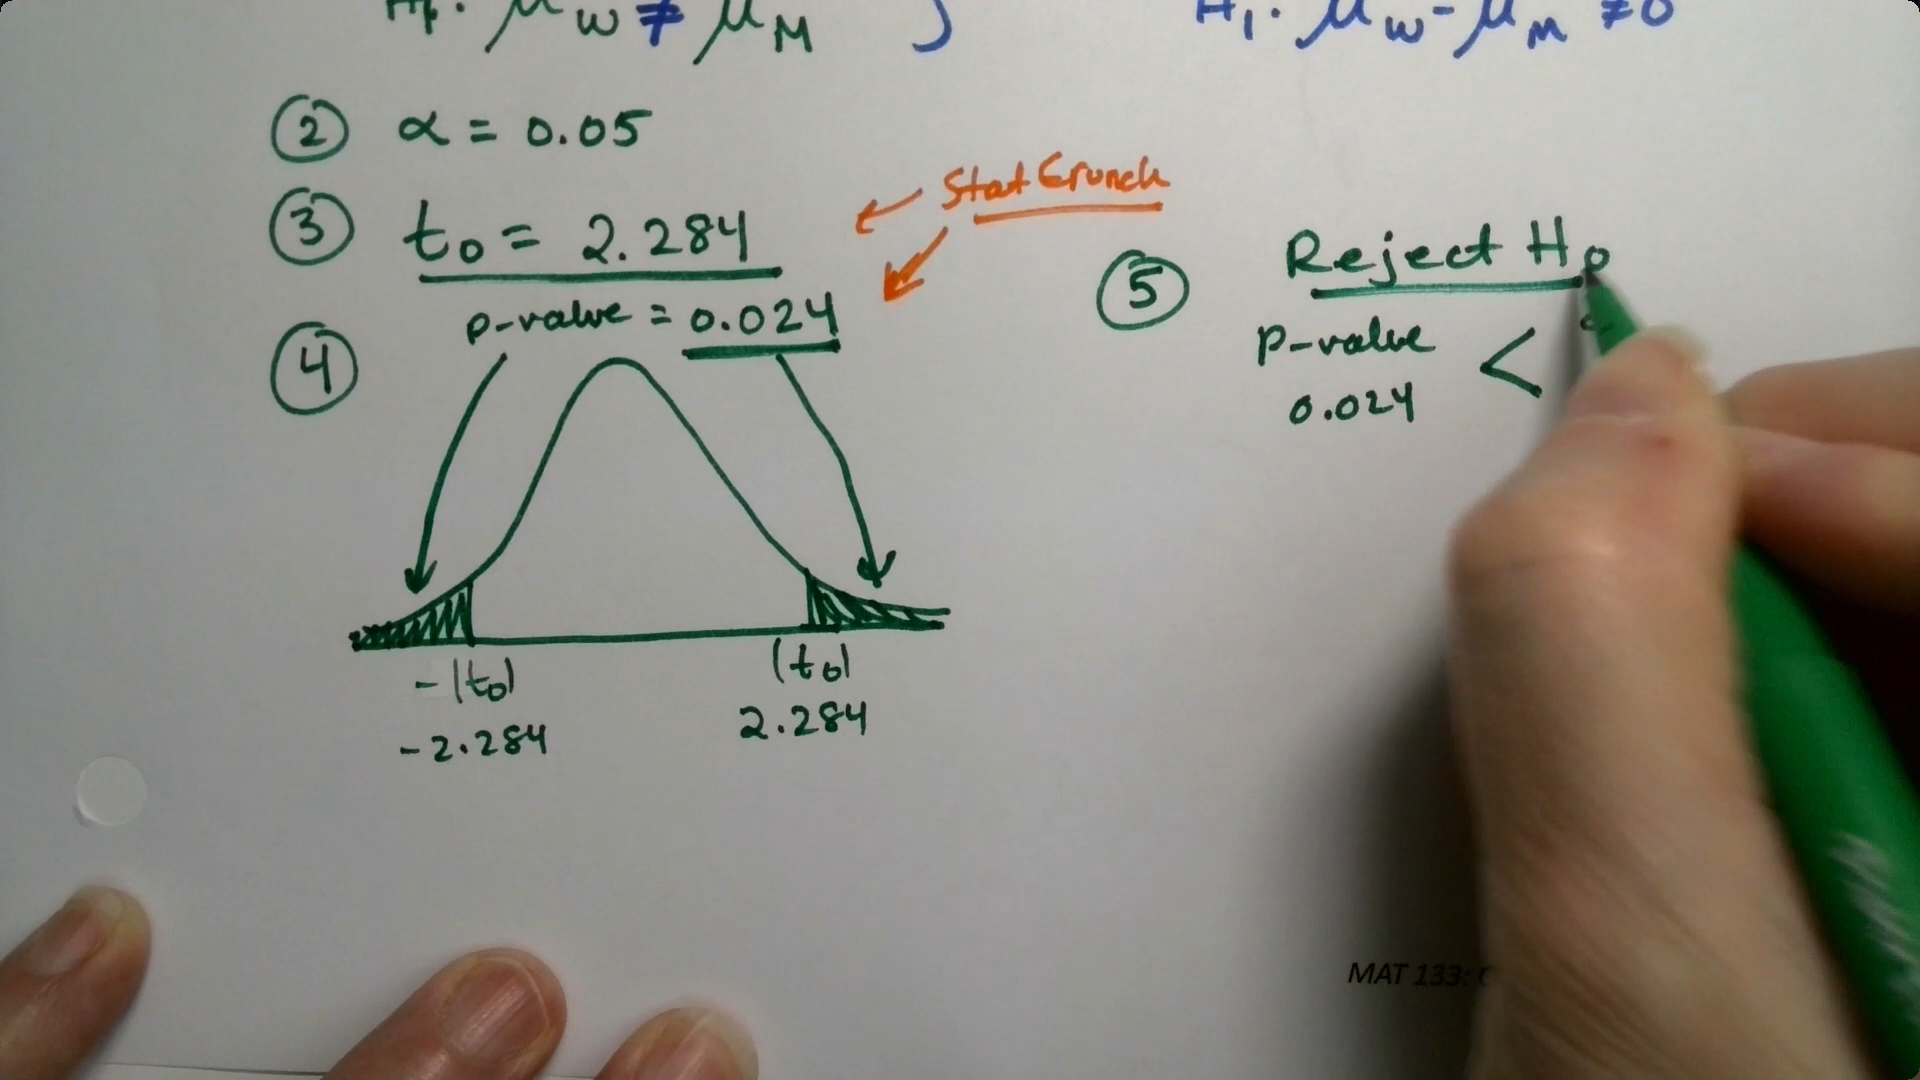 H₁: μ_W ≠ μ_M
H₁: μ_W - μ_M ≠ 0
② α = 0.05
③ t₀ = 2.284
StatCrunch
④ p-value = 0.024
-|t₀|
-2.284
|t₀|
2.284
⑤ Reject H₀
p-value <
0.024
MAT 133: